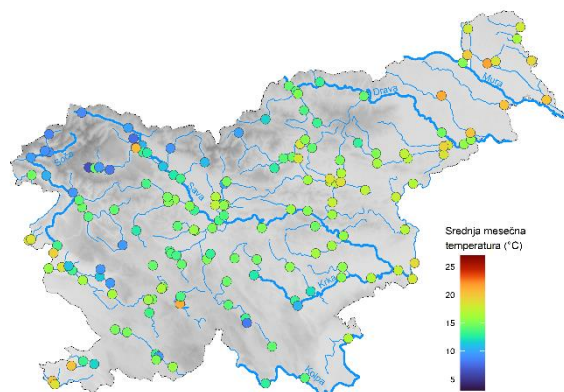 Mura
Drava
Soča
Sava
Krka
Kolpa
Srednja mesečna
temperatura (°C)
25
20
15
10
5